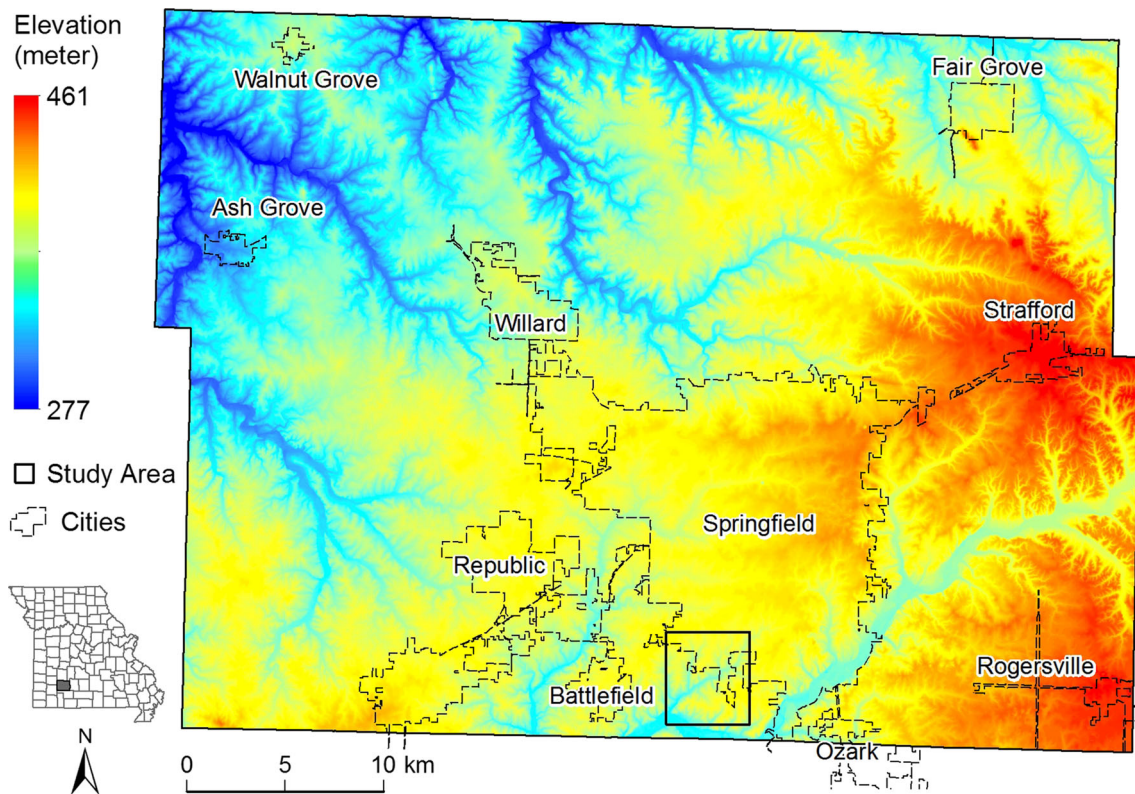 Elevation
(meter)
461
277
Study Area
Cities
N
0 5 10 km
Walnut Grove
Fair Grove
Ash Grove
Willard
Strafford
Springfield
Republic
Battlefield
Rogersville
Ozark